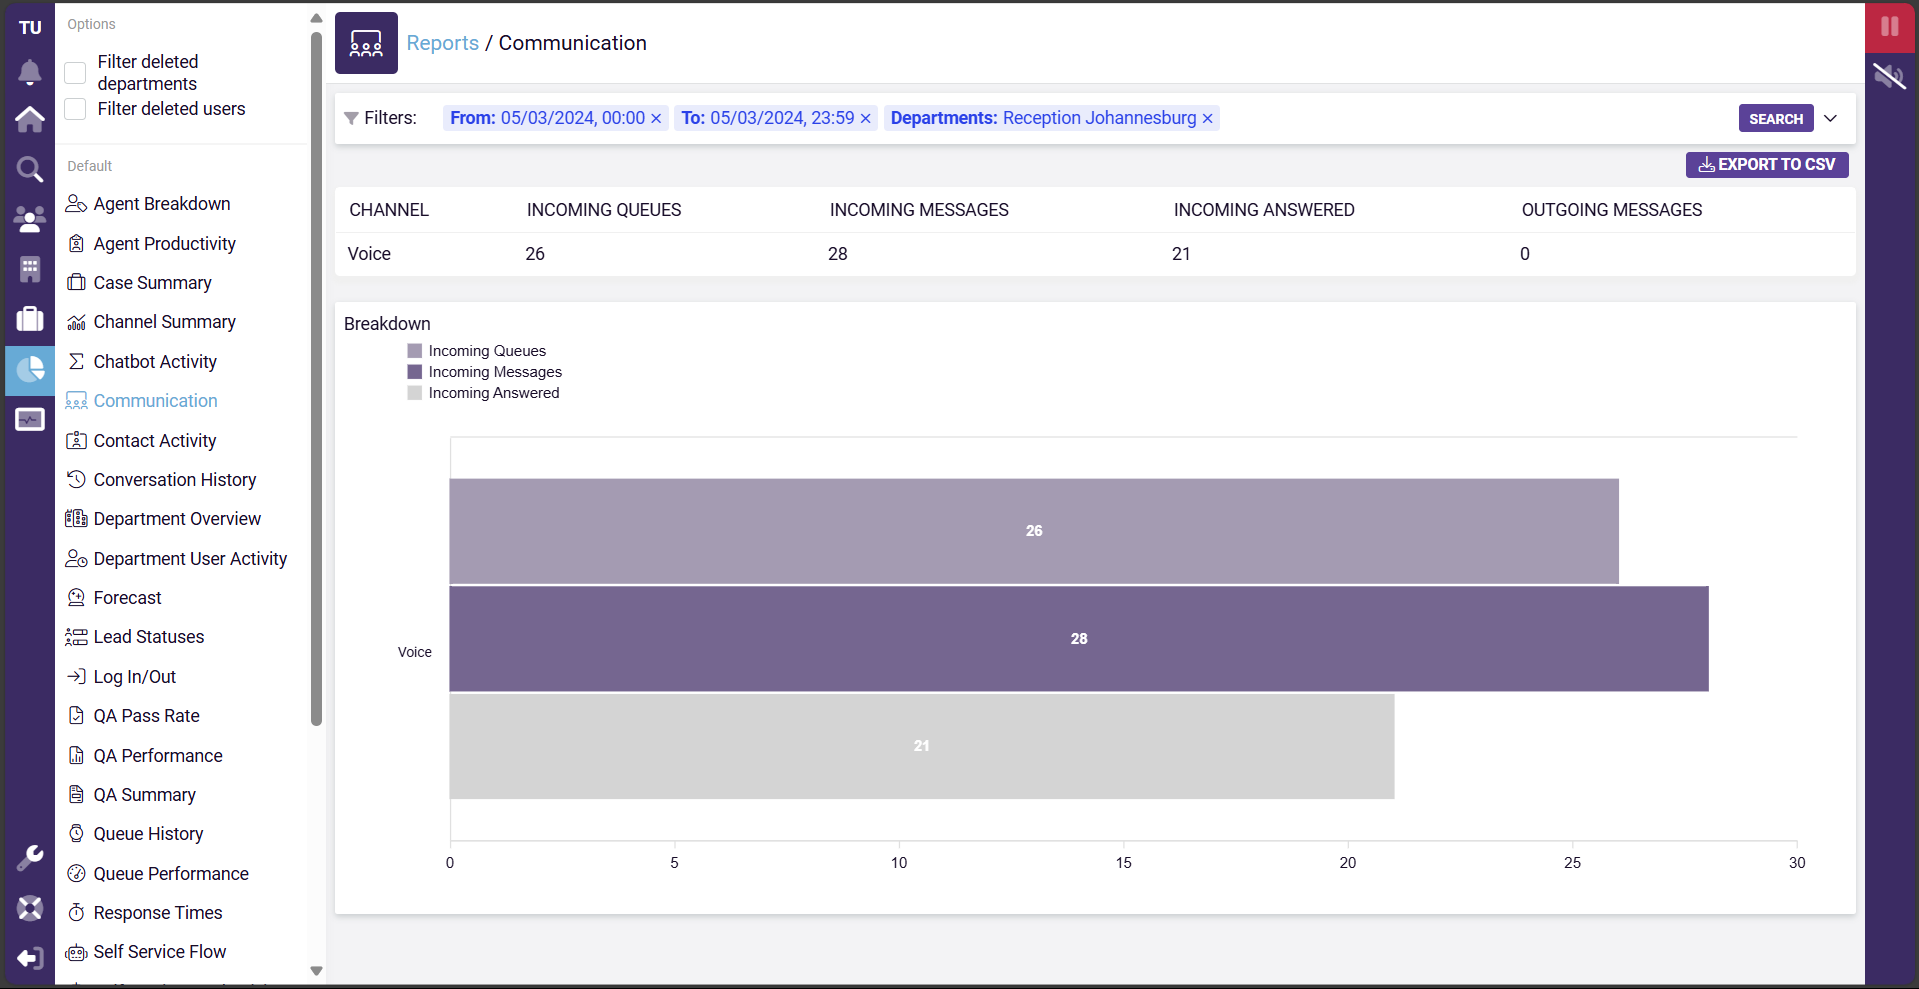 TU
Options
Filter deleted
departments
Filter deleted users
Default
Agent Breakdown
Agent Productivity
Case Summary
Channel Summary
Chatbot Activity
Communication
Contact Activity
Conversation History
Department Overview
Department User Activity
Forecast
Lead Statuses
Log In/Out
QA Pass Rate
QA Performance
QA Summary
Queue History
Queue Performance
Response Times
Self Service Flow
Reports / Communication
Filters: From: 05/03/2024, 00:00 × To: 05/03/2024, 23:59 × Departments: Reception Johannesburg × SEARCH
EXPORT TO CSV
CHANNEL INCOMING QUEUES INCOMING MESSAGES INCOMING ANSWERED OUTGOING MESSAGES
Voice 26 28 21 0
Breakdown
Incoming Queues
Incoming Messages
Incoming Answered
26
28
Voice
21
0 5 10 15 20 25 30